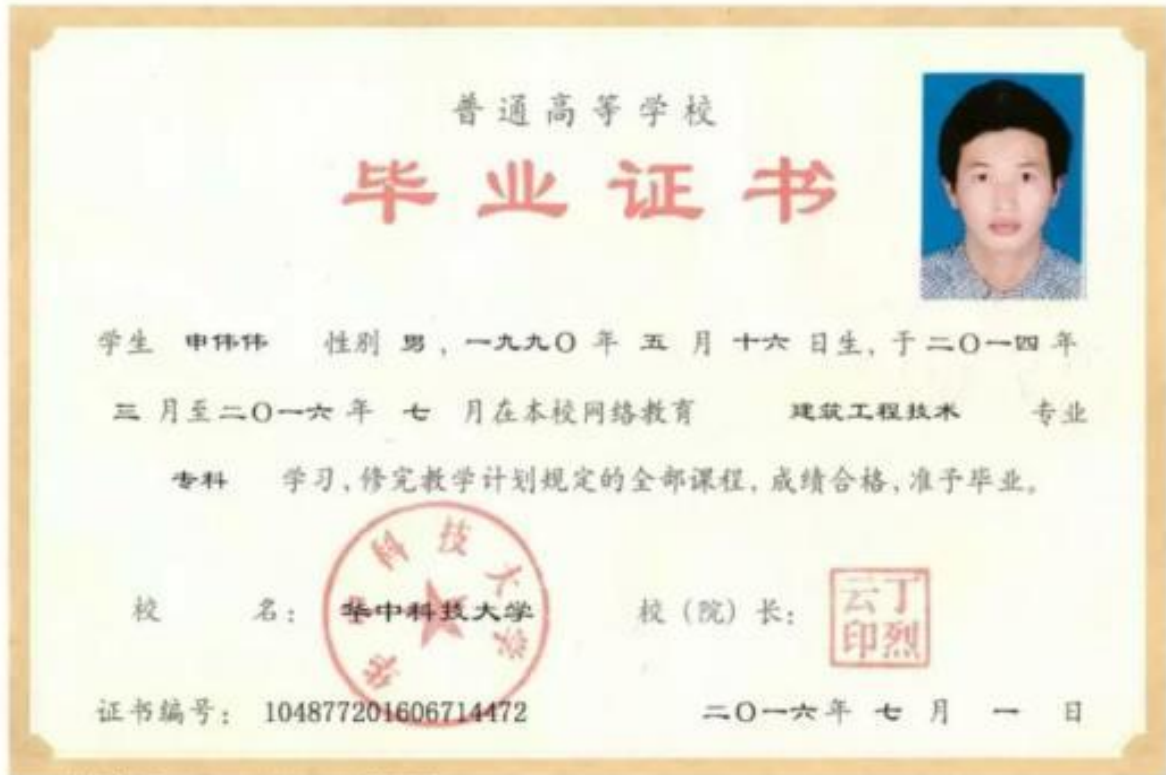 普通高等学校
毕业证书
学生 申伟伟 性别 男，一九九〇 年 五 月 十六 日生，于二〇一四 年
三 月至二〇一六 年 七 月在本校网络教育 建筑工程技术 专业
专科 学习，修完教学计划规定的全部课程，成绩合格，准予毕业。
华中科技大学
校 名： 华中科技大学 校（院）长： 丁烈云印
证书编号： 104877201606714472 二〇一六年 七 月 一 日